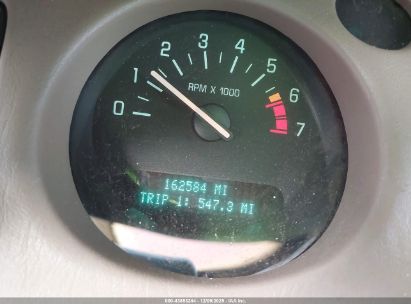 0 1 2 3 4 5 6 7
RPM X 1000
162584 MI
TRIP 1: 547.3 MI